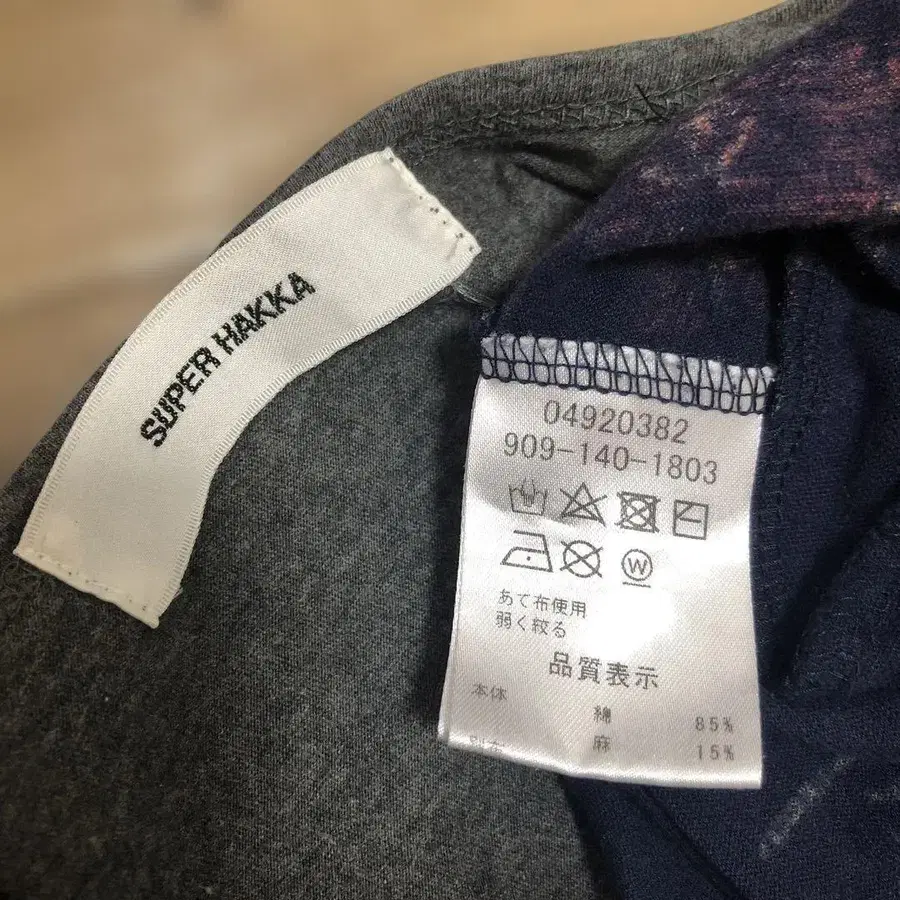 SUPER HAKKA
04920382
909-140-1803
W
あて布使用
弱く絞る
品質表示
本体
綿 85%
麻 15%